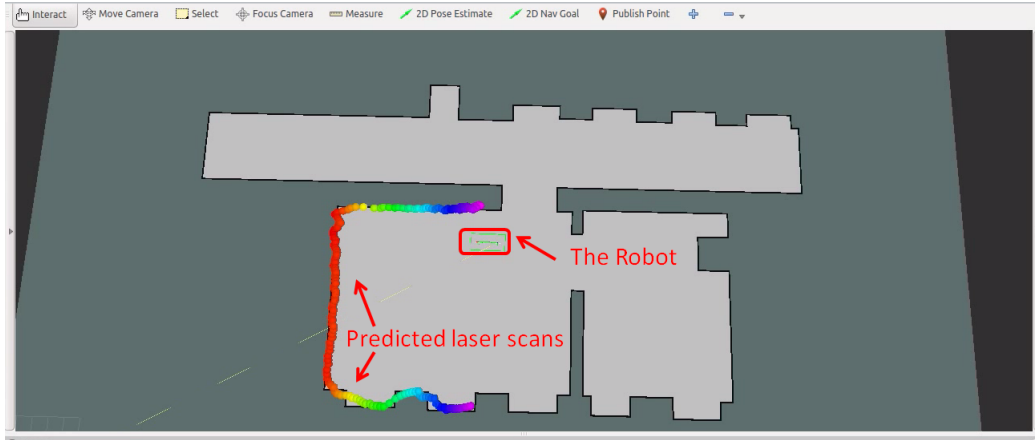 Interact
Move Camera
Select
Focus Camera
Measure
2D Pose Estimate
2D Nav Goal
Publish Point
The Robot
Predicted laser scans